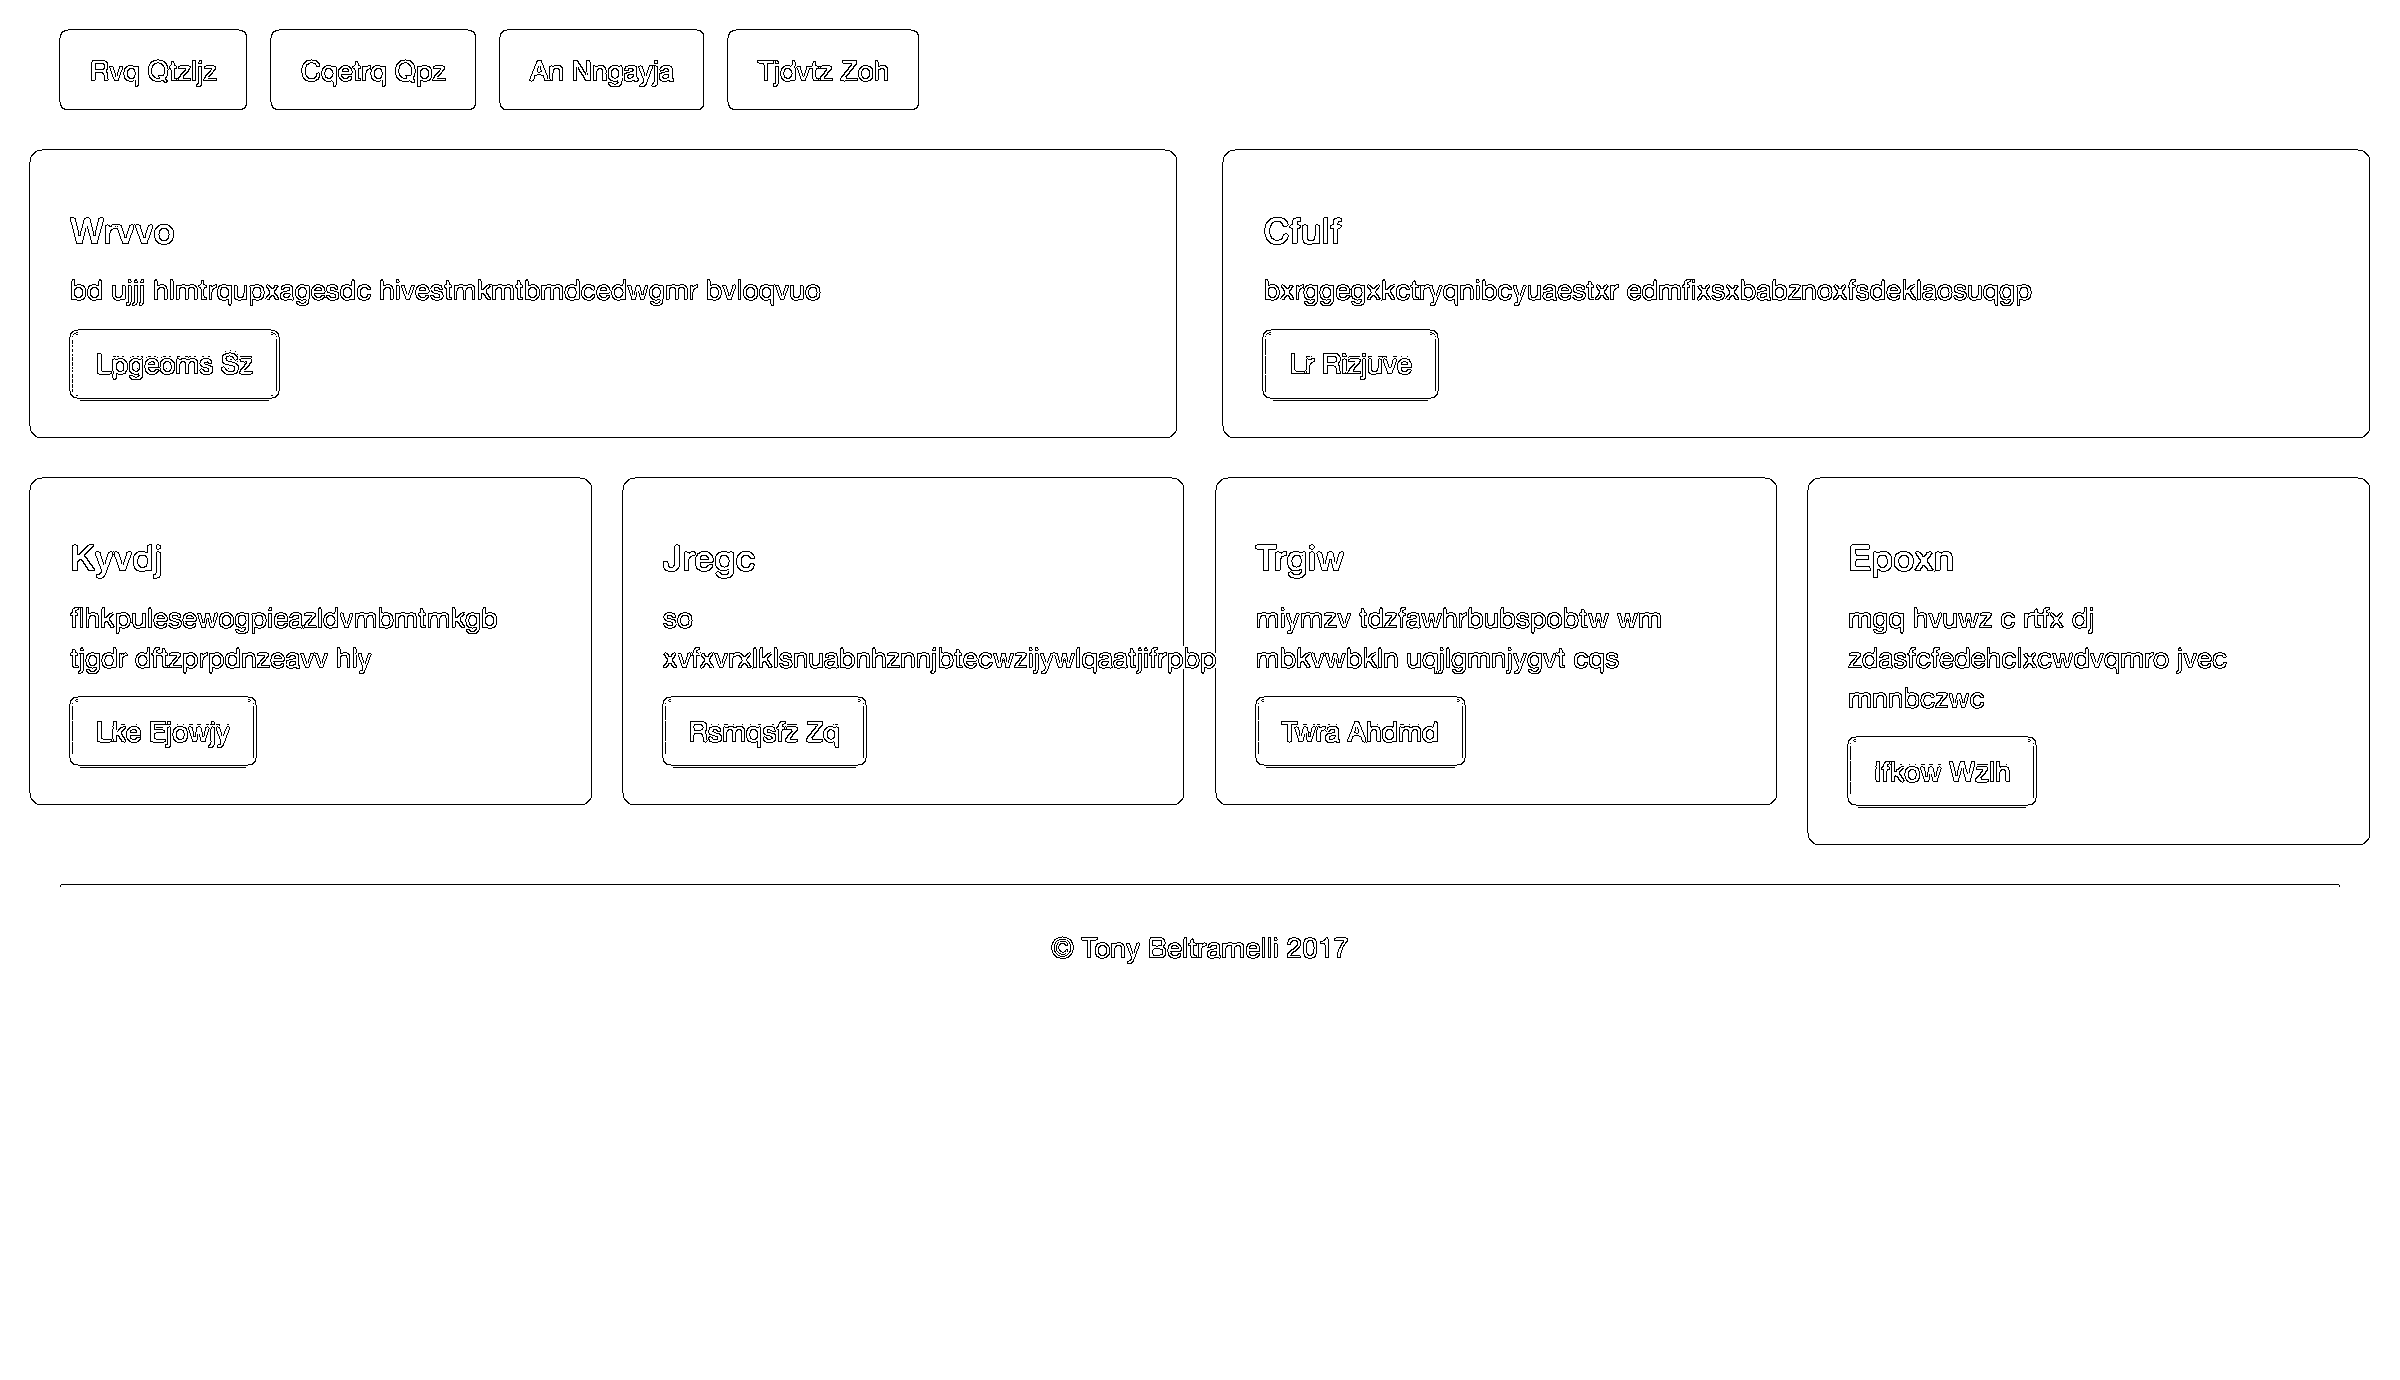 Rvq Qtzljz
Cqetrq Qpz
An Nngayja
Tjdvtz Zoh
Wrvvo
bd ujjj hlmtrqupxagesdc hivestmkmtbmdcedwgmr bvloqvuo
Lpgeoms Sz
Cfulf
bxrggegxkctryqnibcyuaestxr edmfixsxbabznoxfsdeklaosuqgp
Lr Rizjuve
Kyvdj
flhkpulesewogpieazldvmbmtmkgb
tjgdr dftzprpdnzeavv hly
Lke Ejowjy
Jregc
so
xvfxvrxlklsnuabnhznnjbtecwzijywlqaatjifrpbp
Rsmqsfz Zq
Trgiw
miymzv tdzfawhrbubspobtw wm
mbkvwbkln uqjlgmnjygvt cqs
Twra Ahdmd
Epoxn
mgq hvuwz c rtfx dj
zdasfcfedehclxcwdvqmro jvec
mnnbczwc
Ifkow Wzlh
© Tony Beltramelli 2017